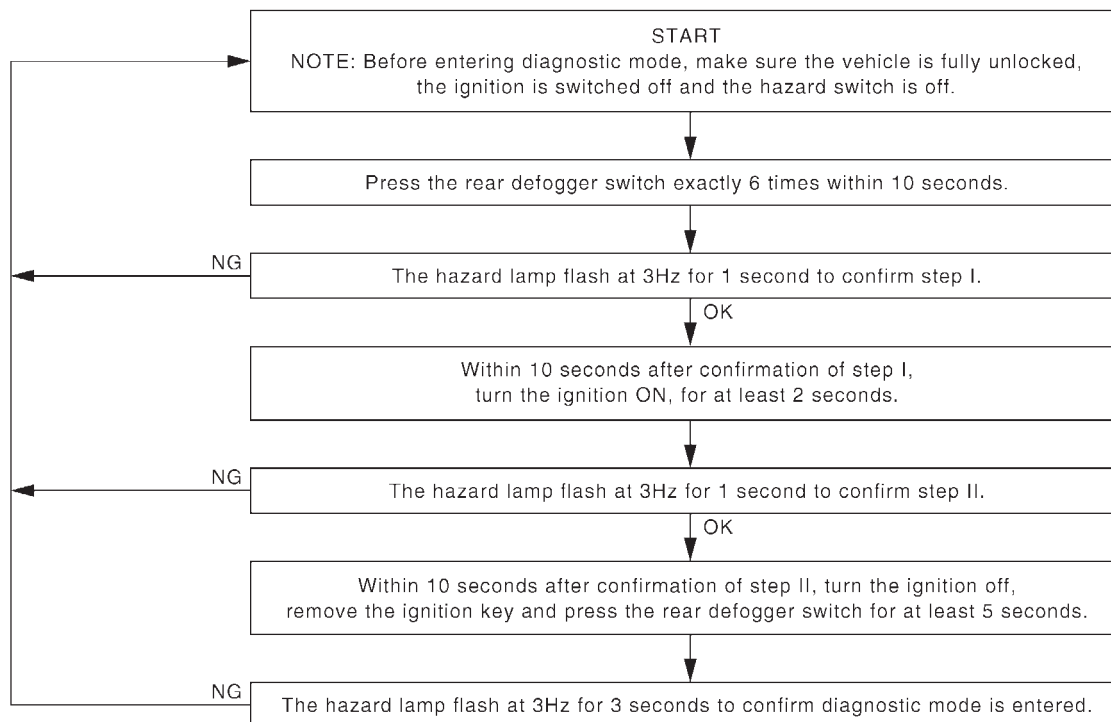 START
NOTE: Before entering diagnostic mode, make sure the vehicle is fully unlocked,
the ignition is switched off and the hazard switch is off.
Press the rear defogger switch exactly 6 times within 10 seconds.
NG
The hazard lamp flash at 3Hz for 1 second to confirm step I.
OK
Within 10 seconds after confirmation of step I,
turn the ignition ON, for at least 2 seconds.
NG
The hazard lamp flash at 3Hz for 1 second to confirm step II.
OK
Within 10 seconds after confirmation of step II, turn the ignition off,
remove the ignition key and press the rear defogger switch for at least 5 seconds.
NG
The hazard lamp flash at 3Hz for 3 seconds to confirm diagnostic mode is entered.